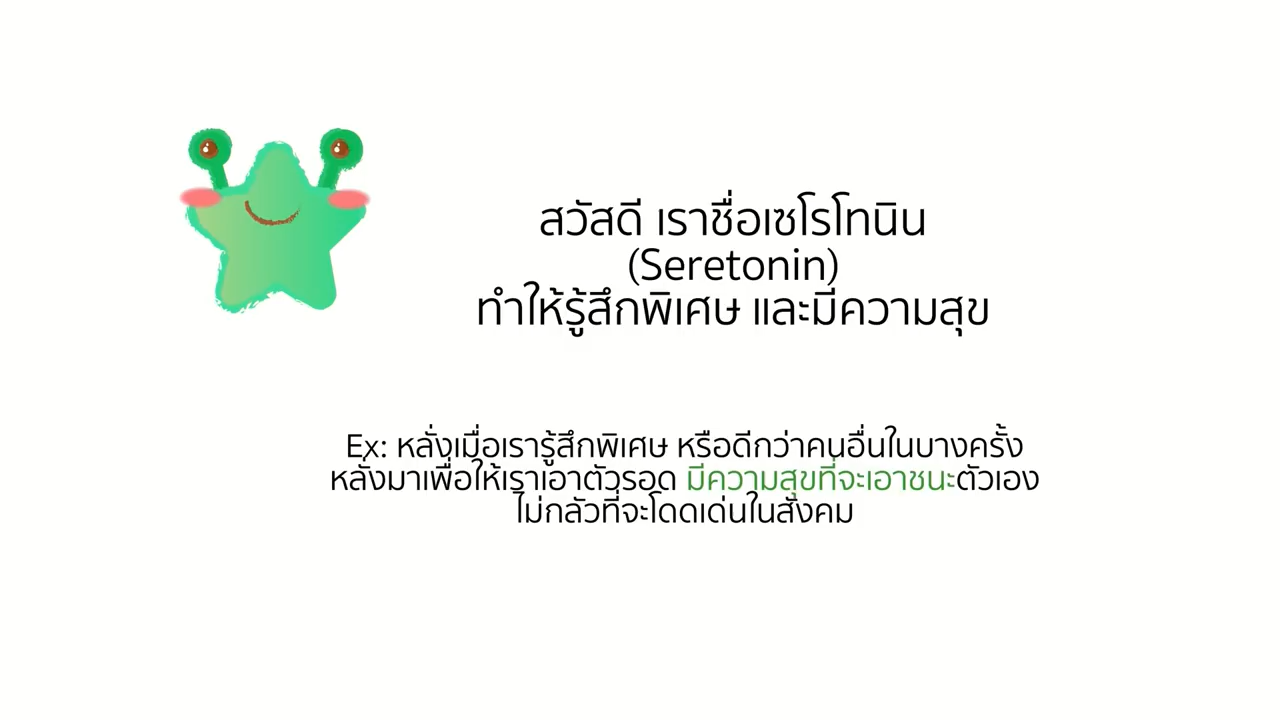 สวัสดี เราชื่อเซโรโทนิน
(Seretonin)
ทำให้รู้สึกพิเศษ และมีความสุข
Ex: หลั่งเมื่อเรารู้สึกพิเศษ หรือดีกว่าคนอื่นในบางครั้ง
หลั่งมาเพื่อให้เราเอาตัวรอด มีความสุขที่จะเอาชนะตัวเอง
ไม่กลัวที่จะโดดเด่นในสังคม